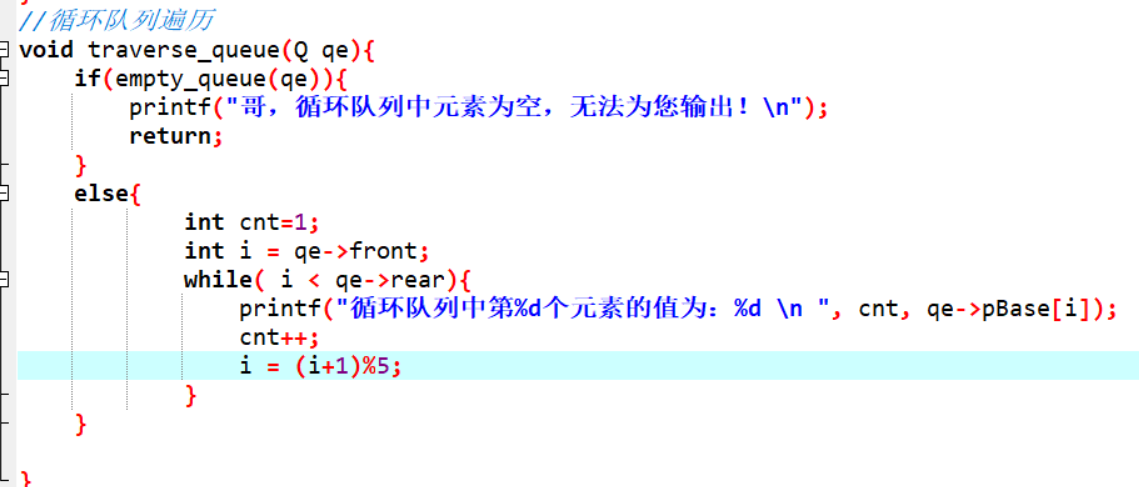 //循环队列遍历
void traverse_queue(Q qe){
if(empty_queue(qe)){
printf("哥，循环队列中元素为空，无法为您输出！\n");
return;
}
else{
int cnt=1;
int i = qe->front;
while( i < qe->rear){
printf("循环队列中第%d个元素的值为：%d \n ", cnt, qe->pBase[i]);
cnt++;
i = (i+1)%5;
}
}
}